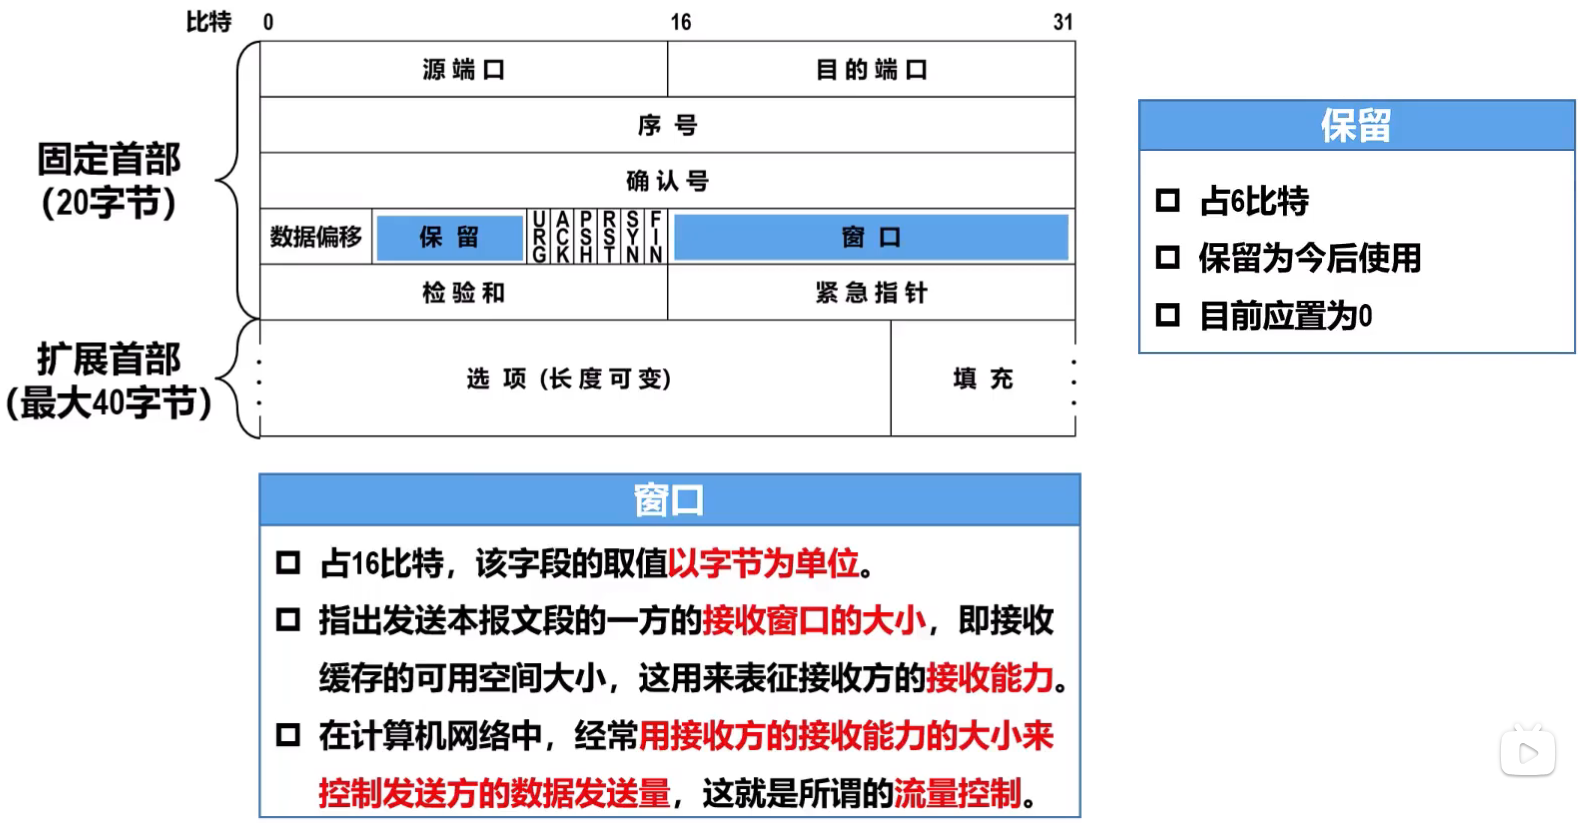 比特 0 16 31
源端口 目的端口
序号
确认号
固定首部
(20字节)
数据偏移 保留 URG ACK PSH RST SYN FIN 窗口
检验和 紧急指针
扩展首部
(最大40字节)
选项 (长度可变) 填充
保留
占6比特
保留为今后使用
目前应置为0
窗口
占16比特，该字段的取值以字节为单位。
指出发送本报文段的一方的接收窗口的大小，即接收
缓存的可用空间大小，这用来表征接收方的接收能力。
在计算机网络中，经常用接收方的接收能力的大小来
控制发送方的数据发送量，这就是所谓的流量控制。